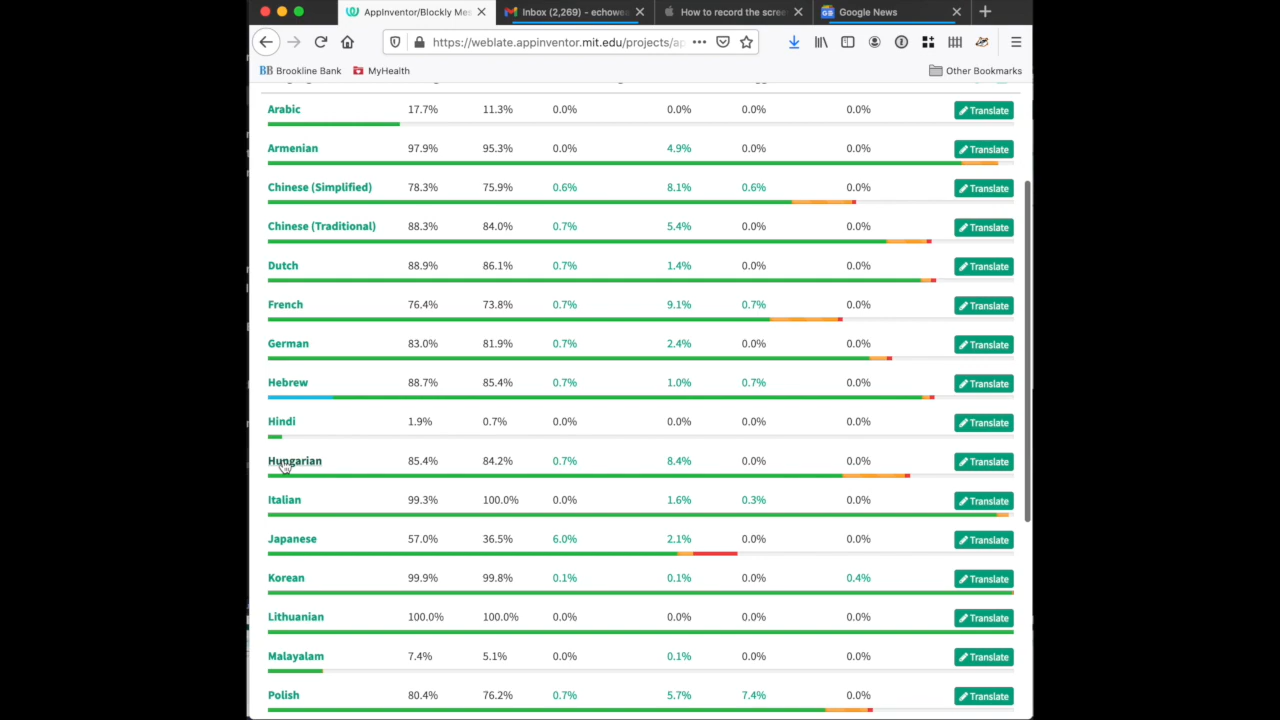 AppInventor/Blockly Mes
Inbox (2,269) - echowe
How to record the scree
Google News
https://weblate.appinventor.mit.edu/projects/ap
BB Brookline Bank MyHealth Other Bookmarks
Arabic 17.7% 11.3% 0.0% 0.0% 0.0% 0.0% Translate
Armenian 97.9% 95.3% 0.0% 4.9% 0.0% 0.0% Translate
Chinese (Simplified) 78.3% 75.9% 0.6% 8.1% 0.6% 0.0% Translate
Chinese (Traditional) 88.3% 84.0% 0.7% 5.4% 0.0% 0.0% Translate
Dutch 88.9% 86.1% 0.7% 1.4% 0.0% 0.0% Translate
French 76.4% 73.8% 0.7% 9.1% 0.7% 0.0% Translate
German 83.0% 81.9% 0.7% 2.4% 0.0% 0.0% Translate
Hebrew 88.7% 85.4% 0.7% 1.0% 0.7% 0.0% Translate
Hindi 1.9% 0.7% 0.0% 0.0% 0.0% 0.0% Translate
Hungarian 85.4% 84.2% 0.7% 8.4% 0.0% 0.0% Translate
Italian 99.3% 100.0% 0.0% 1.6% 0.3% 0.0% Translate
Japanese 57.0% 36.5% 6.0% 2.1% 0.0% 0.0% Translate
Korean 99.9% 99.8% 0.1% 0.1% 0.0% 0.4% Translate
Lithuanian 100.0% 100.0% 0.0% 0.0% 0.0% 0.0% Translate
Malayalam 7.4% 5.1% 0.0% 0.1% 0.0% 0.0% Translate
Polish 80.4% 76.2% 0.7% 5.7% 7.4% 0.0% Translate